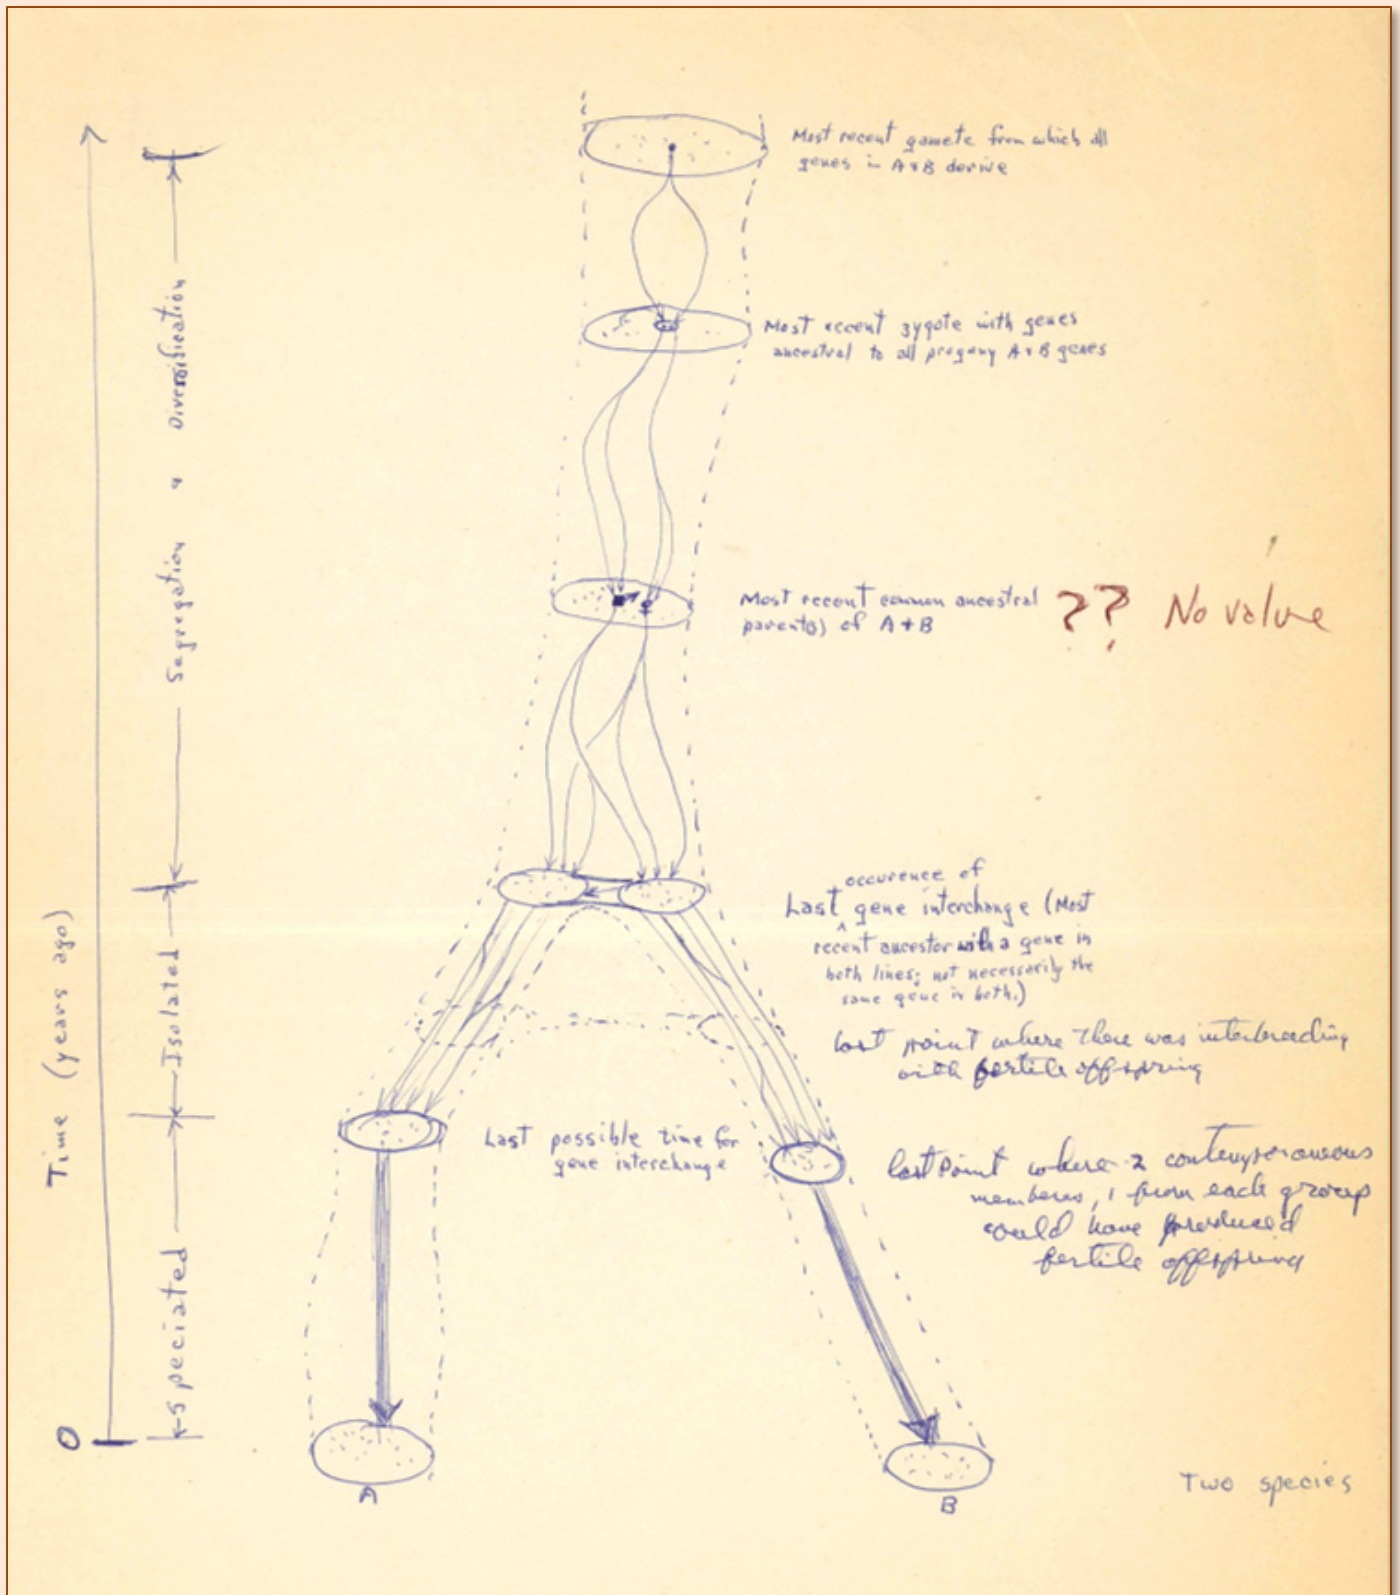 Most recent gamete from which all
genes in A+B derive
Most recent zygote with genes
ancestral to all progeny A+B genes
Most recent common ancestral
parent(s) of A+B
?? No value
occurence of
Last ^ gene interchange (Most
recent ancestor with a gene in
both lines; not necessarily the
same gene in both.)
last point where there was interbreeding
with fertile offspring
Last possible time for
gene interchange
last point where 2 contemporaneous
members, 1 from each group
could have produced
fertile offspring
A
B
Two species
Time (years ago)
0
Segregation & Diversification
Isolated
Speciated